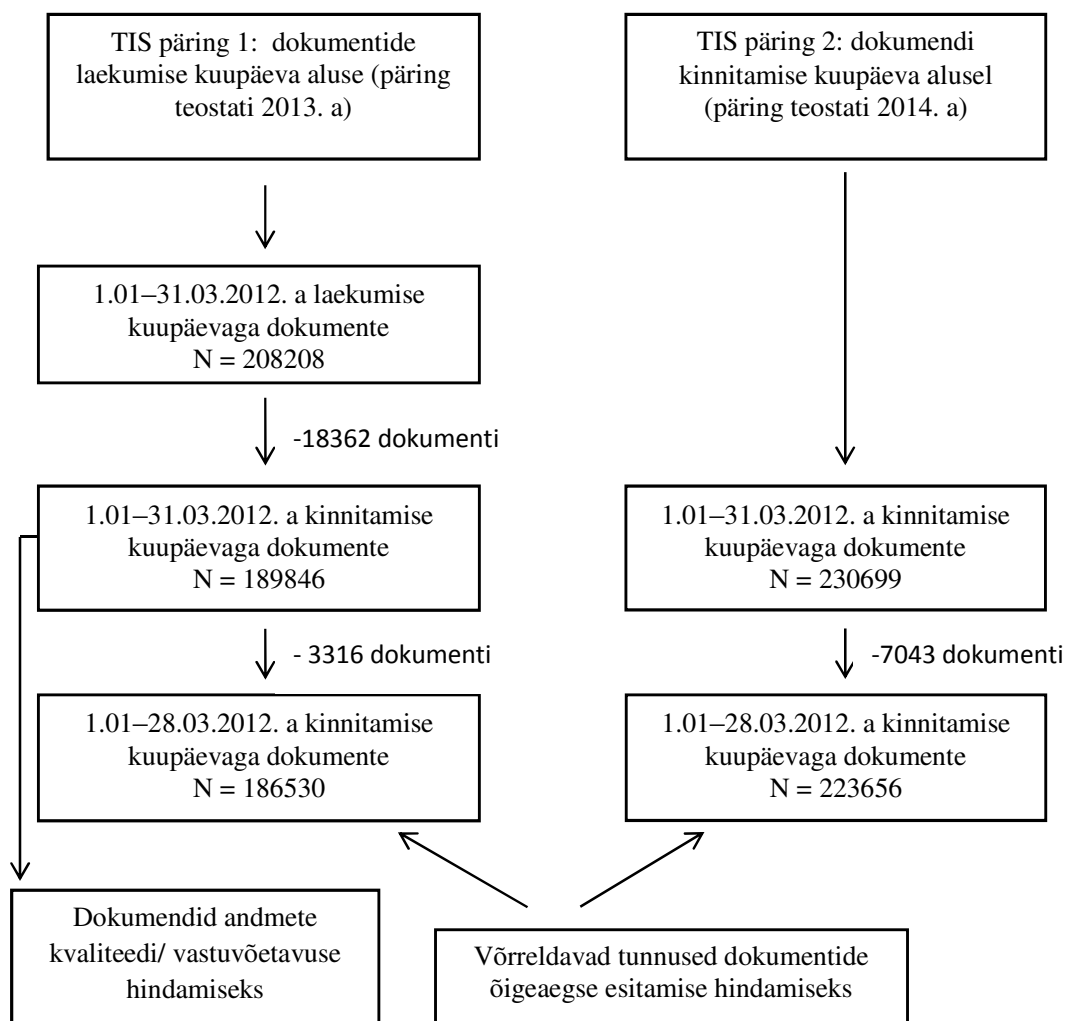 TIS päring 1:  dokumentide
laekumise kuupäeva aluse (päring
teostati 2013. a)
TIS päring 2: dokumendi
kinnitamise kuupäeva alusel
(päring teostati 2014. a)
1.01–31.03.2012. a laekumise
kuupäevaga dokumente
N = 208208
-18362 dokumenti
1.01–31.03.2012. a kinnitamise
kuupäevaga dokumente
N = 189846
1.01–31.03.2012. a kinnitamise
kuupäevaga dokumente
N = 230699
- 3316 dokumenti
-7043 dokumenti
1.01–28.03.2012. a kinnitamise
kuupäevaga dokumente
N = 186530
1.01–28.03.2012. a kinnitamise
kuupäevaga dokumente
N = 223656
Dokumendid andmete
kvaliteedi/ vastuvõetavuse
hindamiseks
Võrreldavad tunnused dokumentide
õigeaegse esitamise hindamiseks